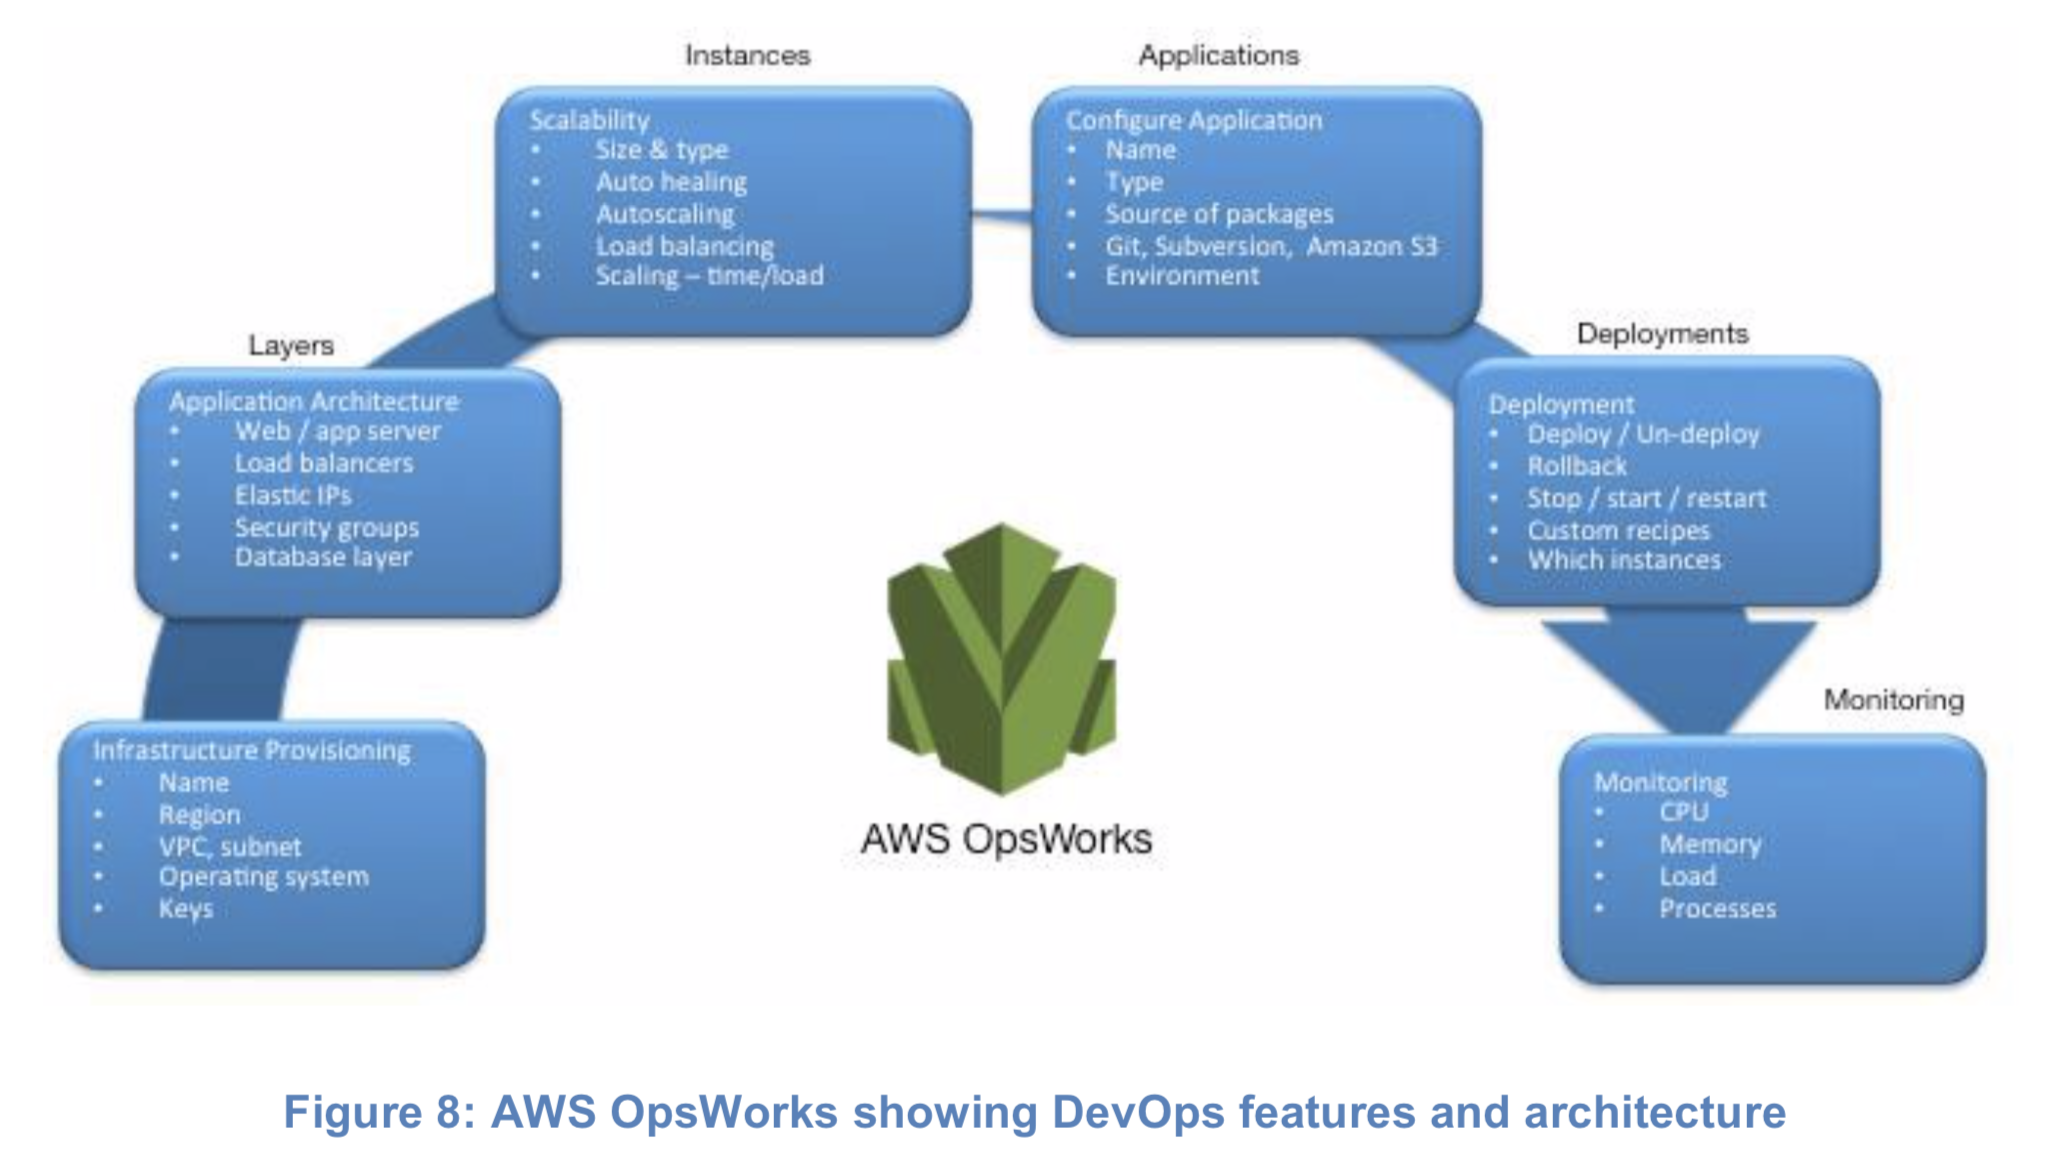 Instances
Scalability
• Size & type
• Auto healing
• Autoscaling
• Load balancing
• Scaling – time/load
Applications
Configure Application
• Name
• Type
• Source of packages
• Git, Subversion, Amazon S3
• Environment
Layers
Application Architecture
• Web / app server
• Load balancers
• Elastic IPs
• Security groups
• Database layer
Deployments
Deployment
• Deploy / Un-deploy
• Rollback
• Stop / start / restart
• Custom recipes
• Which instances
Infrastructure Provisioning
• Name
• Region
• VPC, subnet
• Operating system
• Keys
AWS OpsWorks
Monitoring
Monitoring
• CPU
• Memory
• Load
• Processes
Figure 8: AWS OpsWorks showing DevOps features and architecture